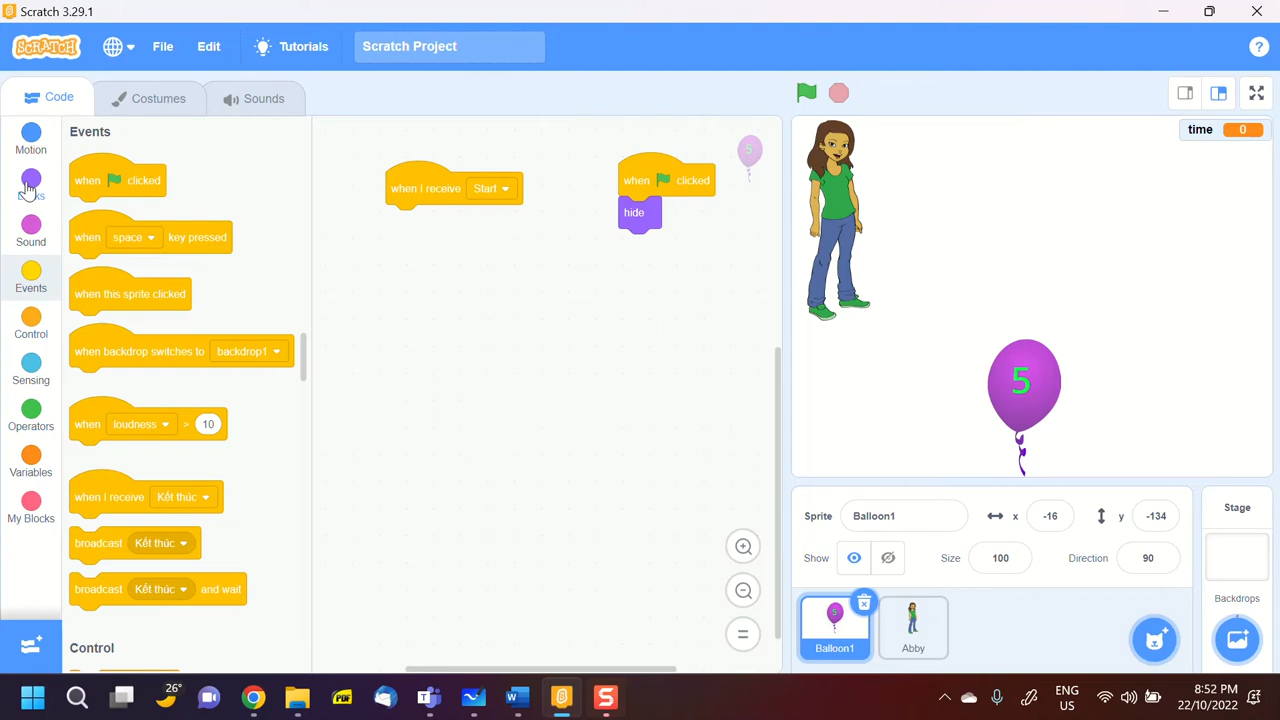 Scratch 3.29.1
SCRATCH File Edit Tutorials Scratch Project ?
Code Costumes Sounds
Motion
Sound
Events
Control
Sensing
Operators
Variables
My Blocks
Events
when clicked
when space key pressed
when this sprite clicked
when backdrop switches to backdrop1
when loudness > 10
when I receive Kết thúc
broadcast Kết thúc
broadcast Kết thúc and wait
Control
when I receive Start
when clicked
hide
5
time 0
5
Sprite Balloon1 x -16 y -134
Show Size 100 Direction 90
5
Balloon1
Abby
Stage
Backdrops
26°
PDF
ENG
US
8:52 PM
22/10/2022